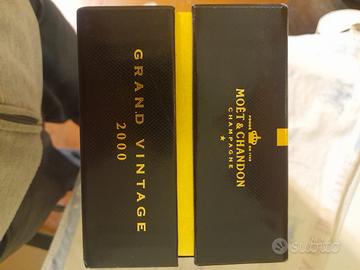 GRAND VINTAGE
2000
MOËT & CHANDON
CHAMPAGNE
subito